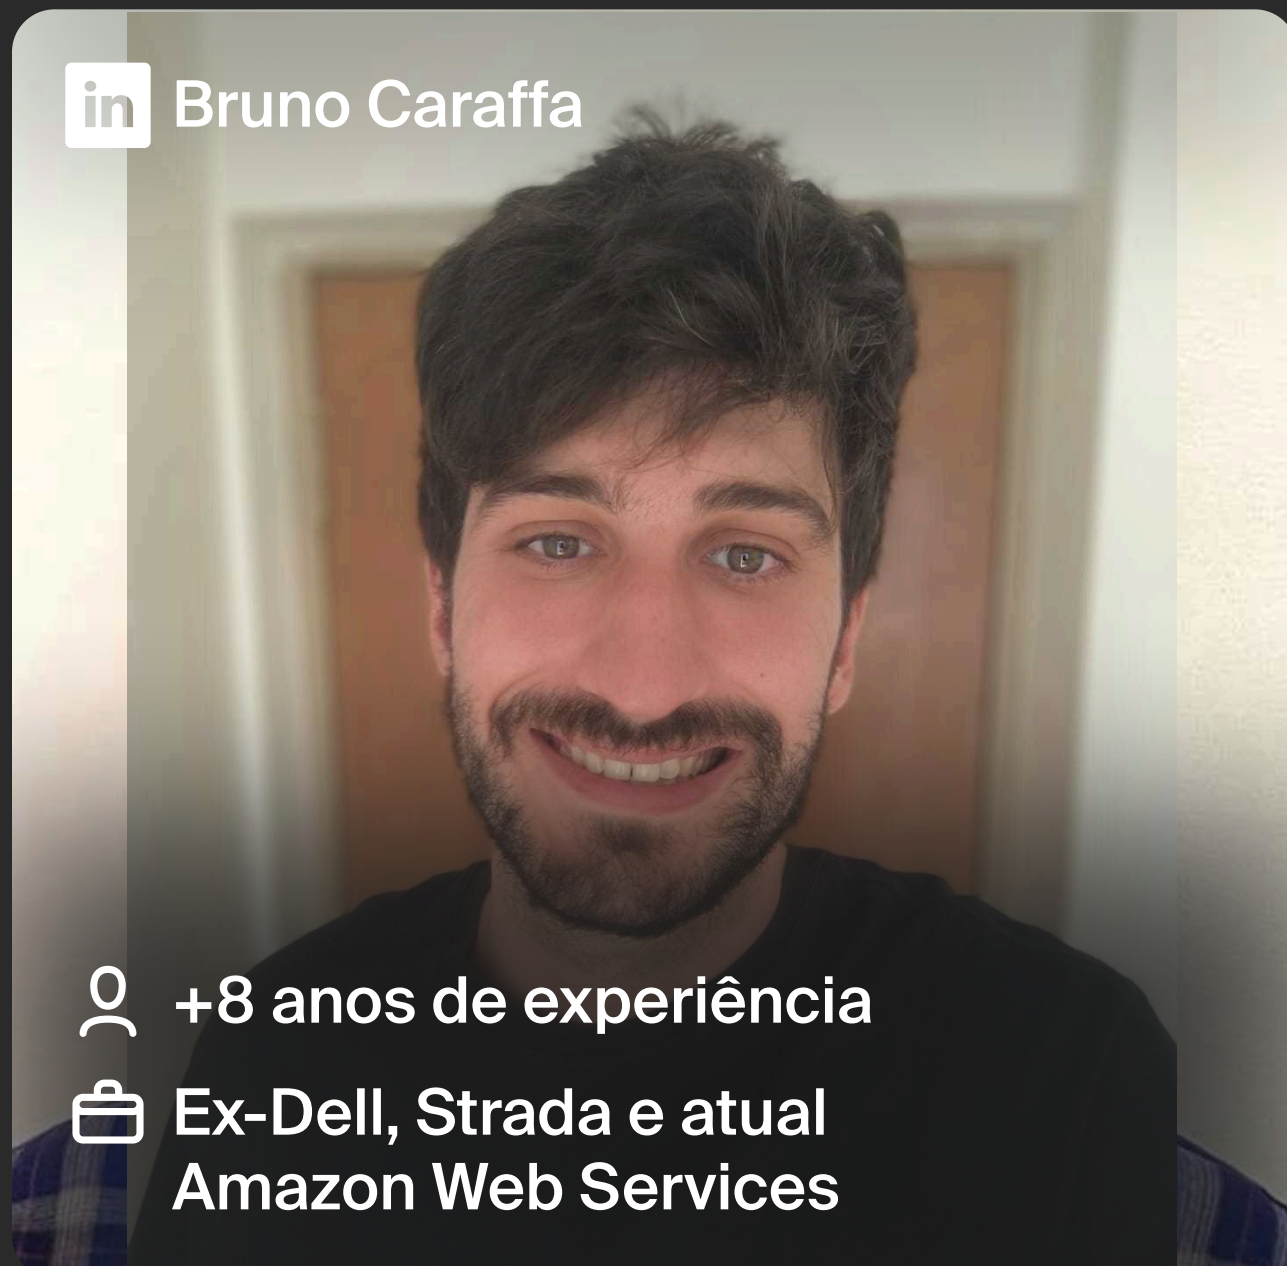 in Bruno Caraffa
+8 anos de experiência
Ex-Dell, Strada e atual
Amazon Web Services